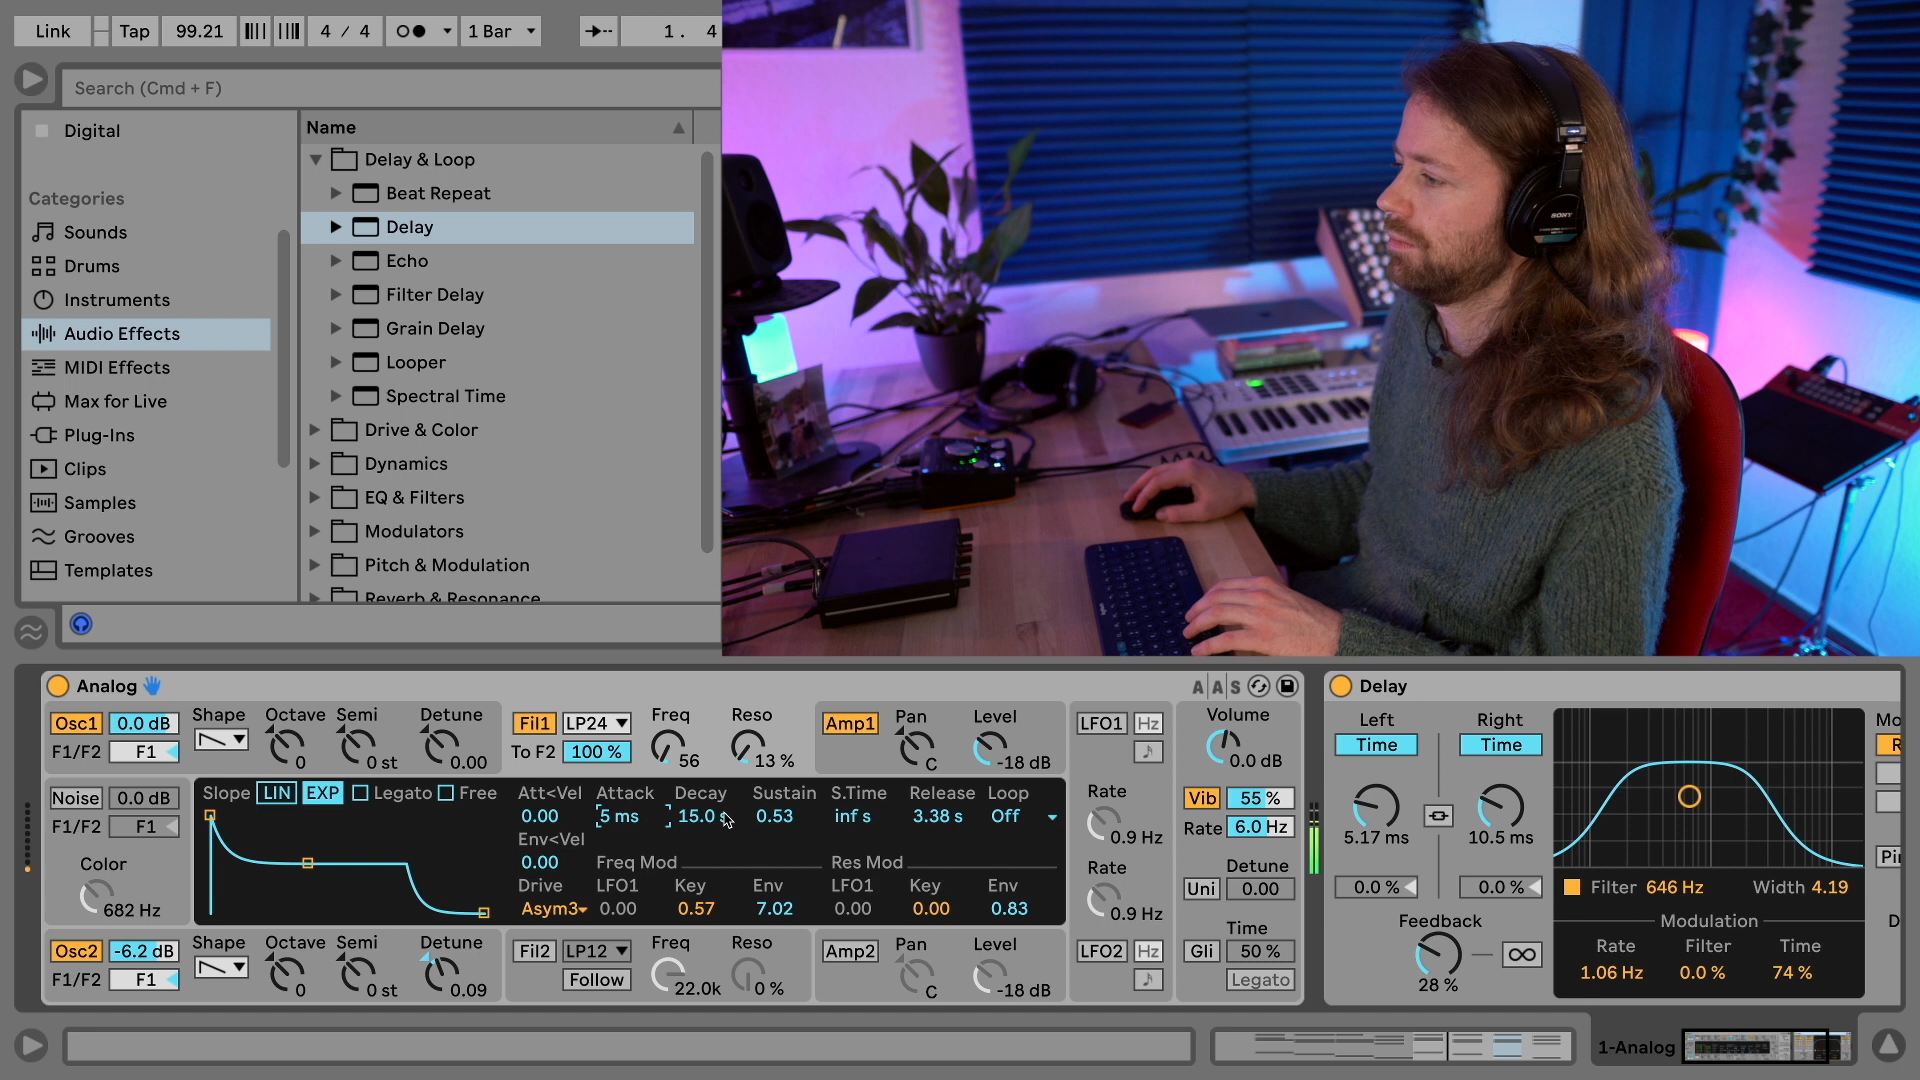 Link Tap 99.21 4 / 4 1 Bar 1. 4
Search (Cmd + F)
Digital
Categories
Sounds
Drums
Instruments
Audio Effects
MIDI Effects
Max for Live
Plug-Ins
Clips
Samples
Grooves
Templates
Name
Delay & Loop
Beat Repeat
Delay
Echo
Filter Delay
Grain Delay
Looper
Spectral Time
Drive & Color
Dynamics
EQ & Filters
Modulators
Pitch & Modulation
Reverb & Resonance
SONY
Analog
A A S
Osc1 0.0 dB Shape Octave Semi Detune
F1/F2 F1 0 0 st 0.00
Fil1 LP24 Freq Reso
To F2 100 % 56 13 %
Amp1 Pan Level
C -18 dB
LFO1 Hz
Volume
0.0 dB
Noise 0.0 dB
F1/F2 F1
Color
682 Hz
Slope LIN EXP Legato Free
Att<Vel Attack Decay Sustain S.Time Release Loop
0.00 5 ms 15.0 s 0.53 inf s 3.38 s Off
Env<Vel
0.00 Freq Mod Res Mod
Drive LFO1 Key Env LFO1 Key Env
Asym3 0.00 0.57 7.02 0.00 0.00 0.83
Rate
0.9 Hz
Rate
0.9 Hz
Vib 55 %
Rate 6.0 Hz
Detune
Uni 0.00
Time
Gli 50 %
Legato
Osc2 -6.2 dB Shape Octave Semi Detune
F1/F2 F1 0 0 st 0.09
Fil2 LP12 Freq Reso
Follow 22.0k 0 %
Amp2 Pan Level
C -18 dB
LFO2 Hz
Delay
Left Right
Time Time
5.17 ms 10.5 ms
0.0 % 0.0 %
Feedback
28 %
Filter 646 Hz Width 4.19
Modulation
Rate Filter Time
1.06 Hz 0.0 % 74 %
Mo
R
Pi
D
1-Analog